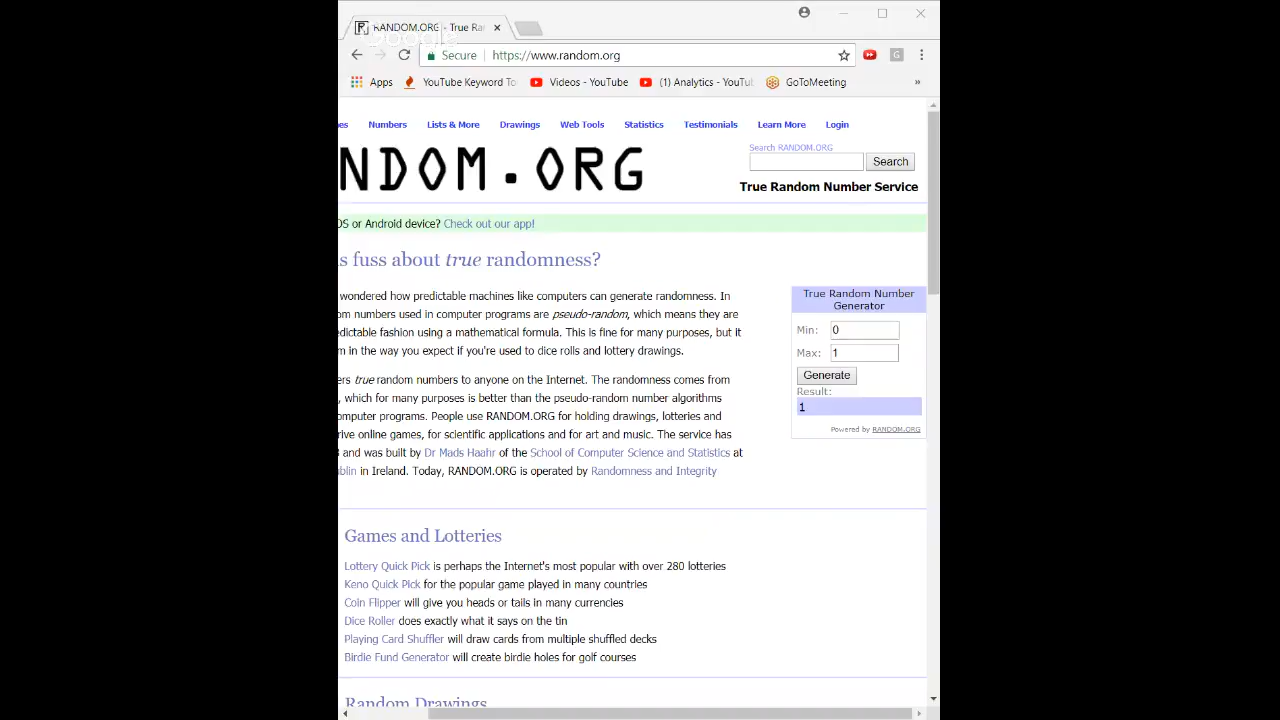 RANDOM.ORG - True Ra
Google
Secure https://www.random.org
Apps YouTube Keyword To Videos - YouTube (1) Analytics - YouTu GoToMeeting »
es Numbers Lists & More Drawings Web Tools Statistics Testimonials Learn More Login
Search RANDOM.ORG
NDOM.ORG Search
True Random Number Service
OS or Android device? Check out our app!
s fuss about true randomness?
wondered how predictable machines like computers can generate randomness. In
om numbers used in computer programs are pseudo-random, which means they are
edictable fashion using a mathematical formula. This is fine for many purposes, but it
m in the way you expect if you're used to dice rolls and lottery drawings.
ers true random numbers to anyone on the Internet. The randomness comes from
, which for many purposes is better than the pseudo-random number algorithms
omputer programs. People use RANDOM.ORG for holding drawings, lotteries and
rive online games, for scientific applications and for art and music. The service has
8 and was built by Dr Mads Haahr of the School of Computer Science and Statistics at
ublin in Ireland. Today, RANDOM.ORG is operated by Randomness and Integrity
True Random Number
Generator
Min: 0
Max: 1
Generate
Result:
1
Powered by RANDOM.ORG
Games and Lotteries
Lottery Quick Pick is perhaps the Internet's most popular with over 280 lotteries
Keno Quick Pick for the popular game played in many countries
Coin Flipper will give you heads or tails in many currencies
Dice Roller does exactly what it says on the tin
Playing Card Shuffler will draw cards from multiple shuffled decks
Birdie Fund Generator will create birdie holes for golf courses
Random Drawings